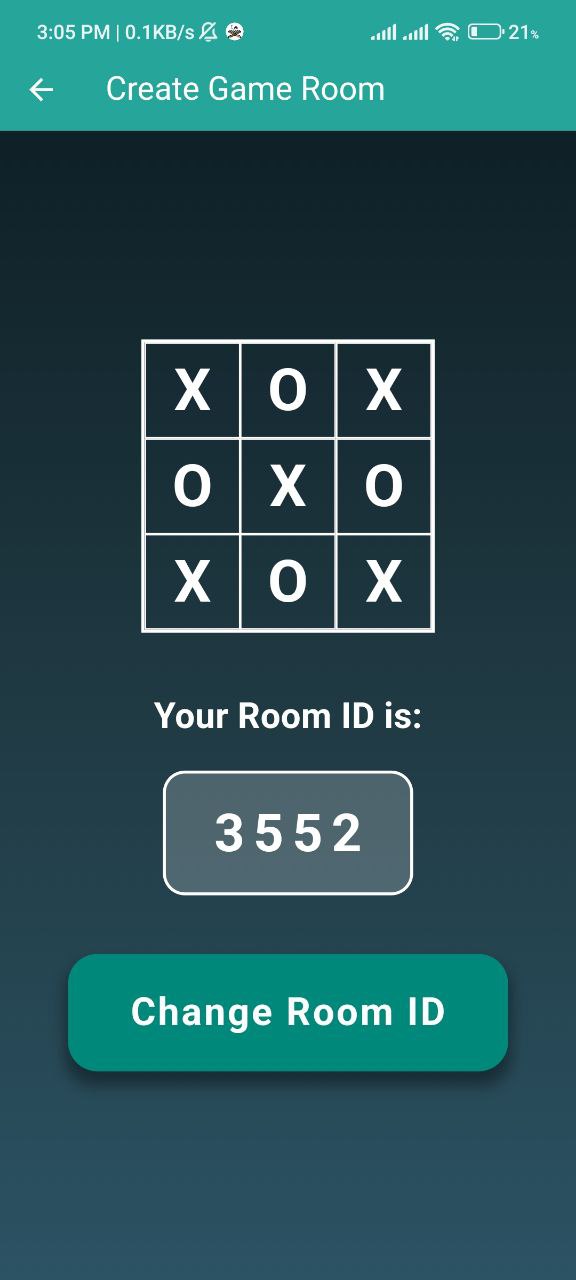 3:05 PM | 0.1KB/s 21%
Create Game Room
X O X
O X O
X O X
Your Room ID is:
3552
Change Room ID